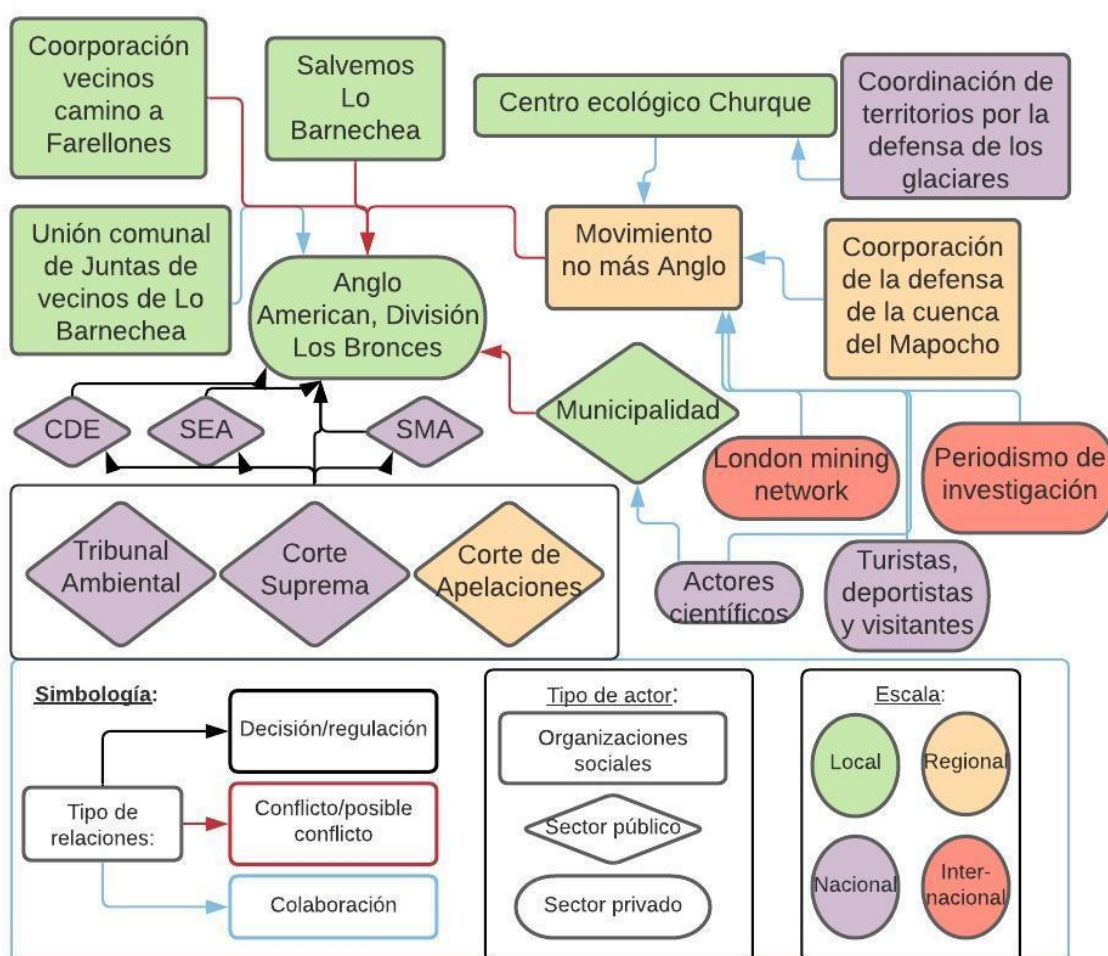 Coorporación
vecinos
camino a
Farellones
Salvemos
Lo
Barnechea
Centro ecológico Churque
Coordinación de
territorios por la
defensa de los
glaciares
Unión comunal
de Juntas de
vecinos de Lo
Barnechea
Anglo
American, División
Los Bronces
Movimiento
no más Anglo
Coorporación
de la defensa
de la cuenca
del Mapocho
CDE
SEA
SMA
Municipalidad
London mining
network
Periodismo de
investigación
Tribunal
Ambiental
Corte
Suprema
Corte de
Apelaciones
Actores
científicos
Turistas,
deportistas
y visitantes
Simbología:
Tipo de
relaciones:
Decisión/regulación
Conflicto/posible
conflicto
Colaboración
Tipo de actor:
Organizaciones
sociales
Sector público
Sector privado
Escala:
Local
Regional
Nacional
Inter-
nacional